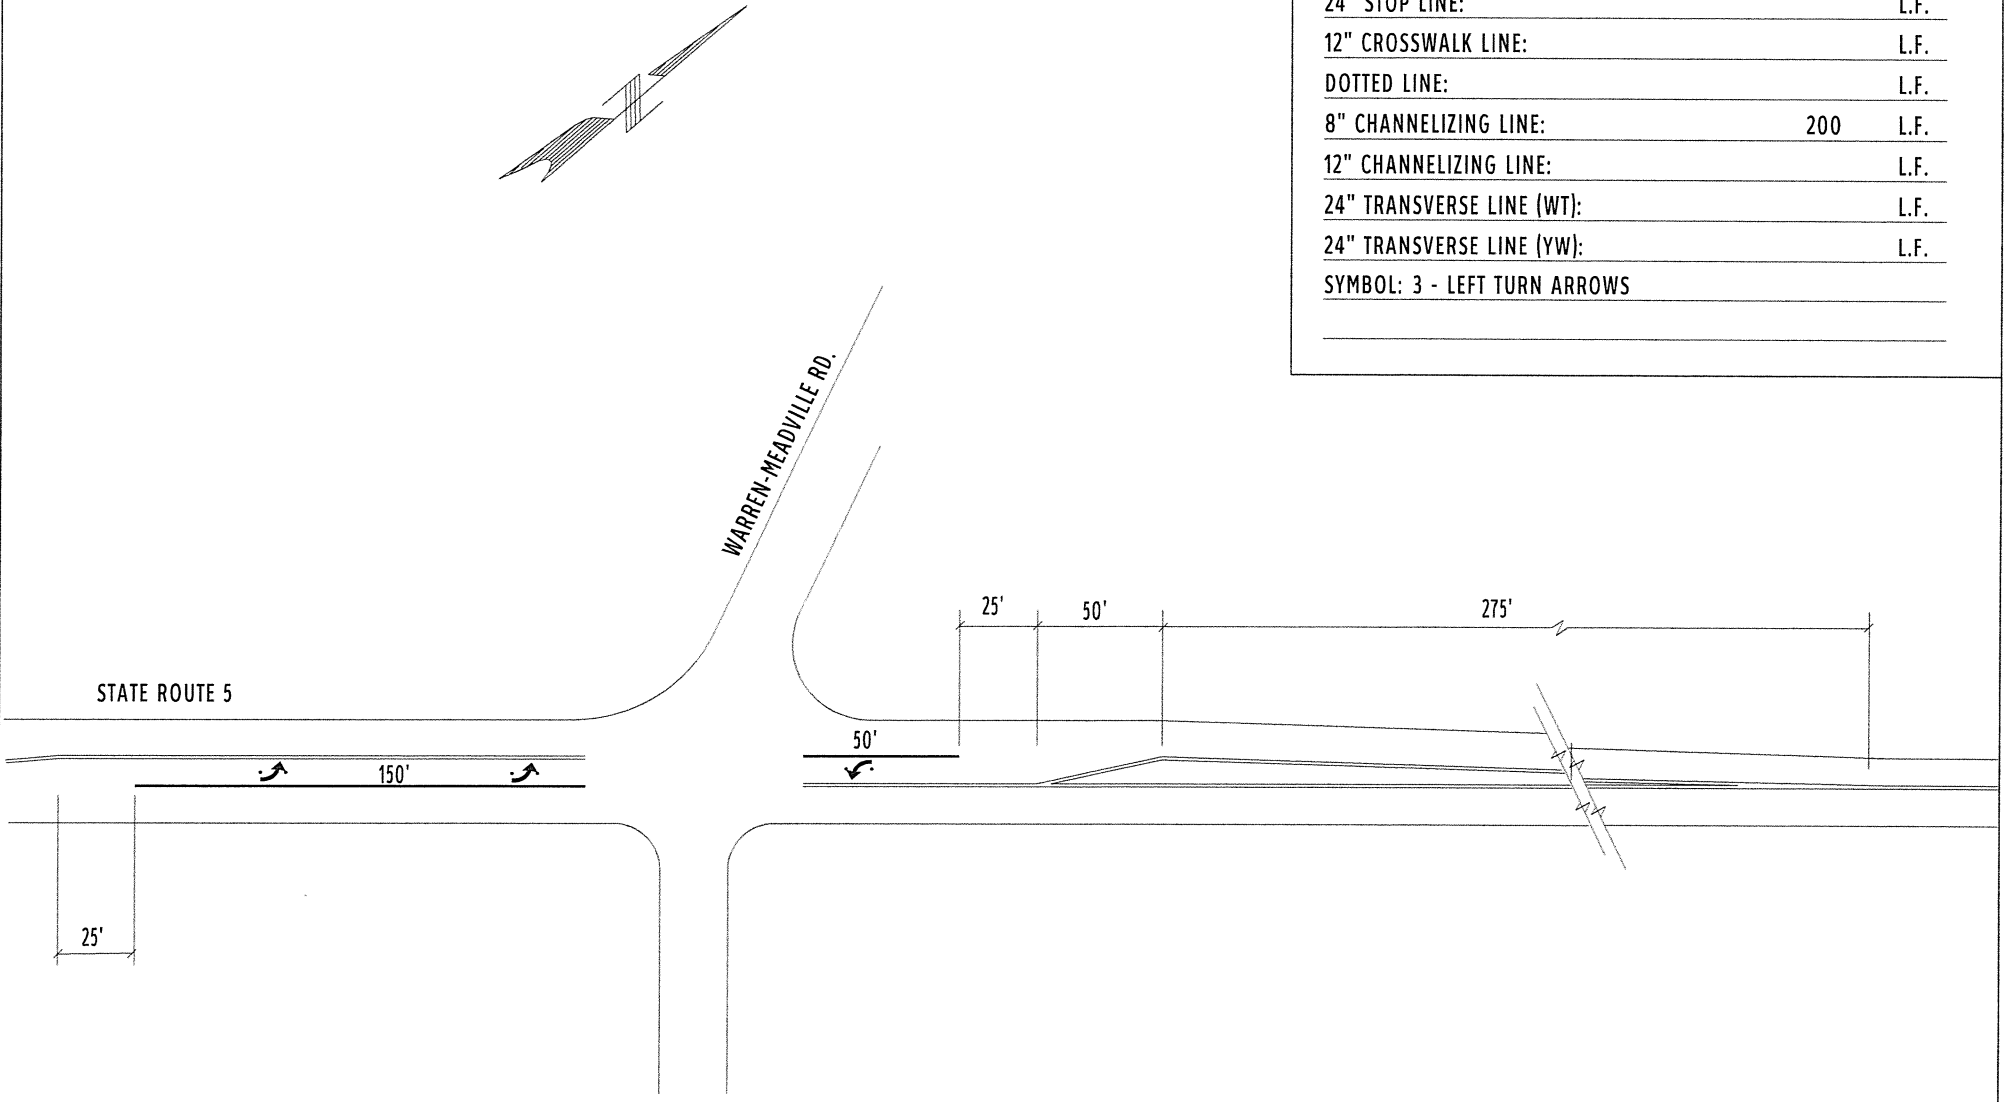 24" STOP LINE: L.F.
12" CROSSWALK LINE: L.F.
DOTTED LINE: L.F.
8" CHANNELIZING LINE: 200 L.F.
12" CHANNELIZING LINE: L.F.
24" TRANSVERSE LINE (WT): L.F.
24" TRANSVERSE LINE (YW): L.F.
SYMBOL: 3 - LEFT TURN ARROWS
WARREN-MEADVILLE RD.
25' 50' 275'
STATE ROUTE 5
50'
150'
25'